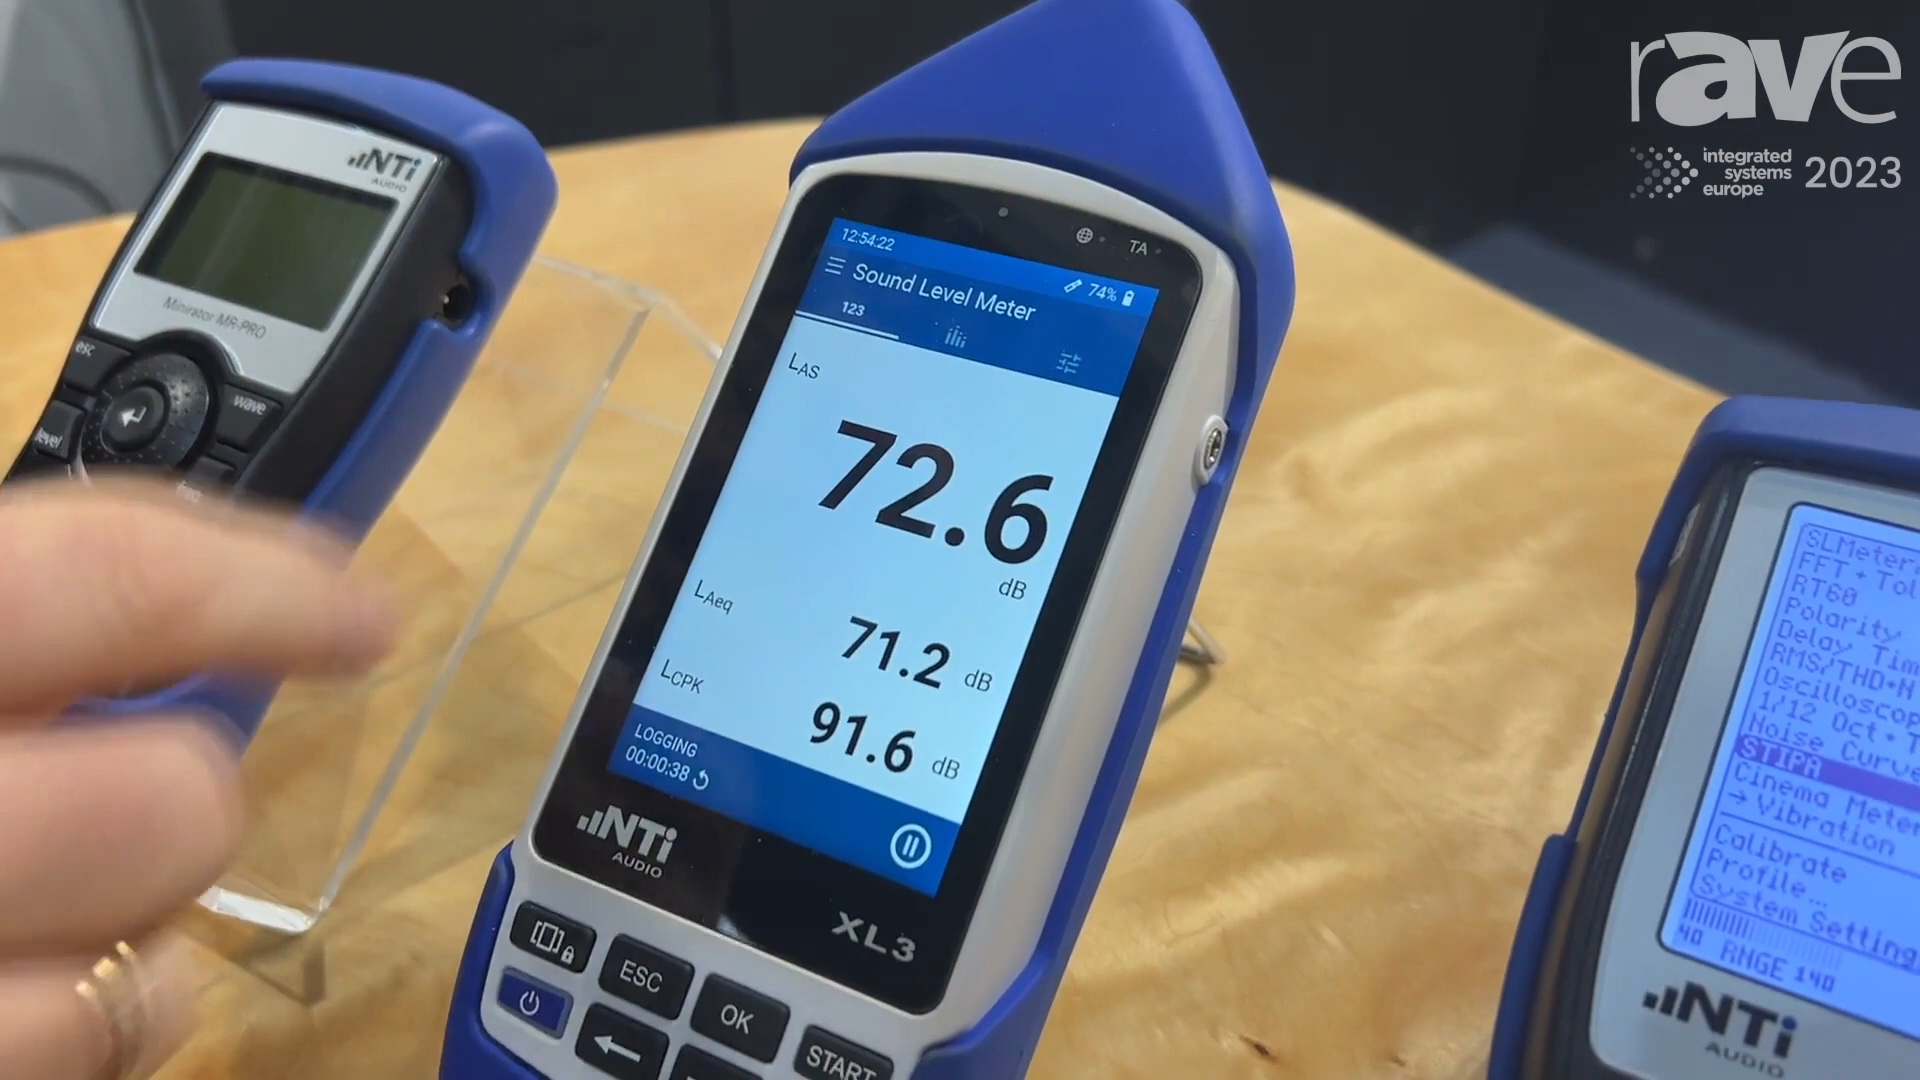 rave
integrated
systems
europe
2023
NTi
AUDIO
Minirator MR-PRO
esc
wave
level
TA
12:54:22
74%
Sound Level Meter
123
LAS
72.6
dB
LAeq
71.2 dB
LCPK
91.6 dB
LOGGING
00:00:38
NTi
AUDIO
XL3
ESC
OK
START
SLMeter
FFT + Tol
RT60
Polarity
Delay Tim
RMS/THD+N
Oscilloscop
1/12 Oct + T
Noise Curve
STIPA
Cinema Meter
→ Vibration
Calibrate
Profile...
System Setting
40 RNGE 140
NTi
AUDIO